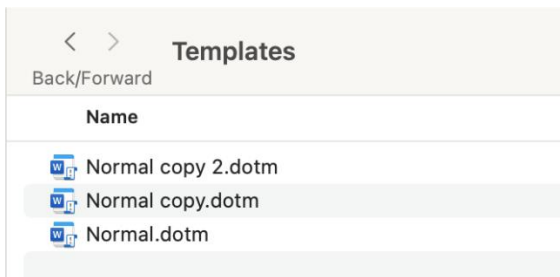 Templates
Back/Forward
Name
Normal copy 2.dotm
Normal copy.dotm
Normal.dotm